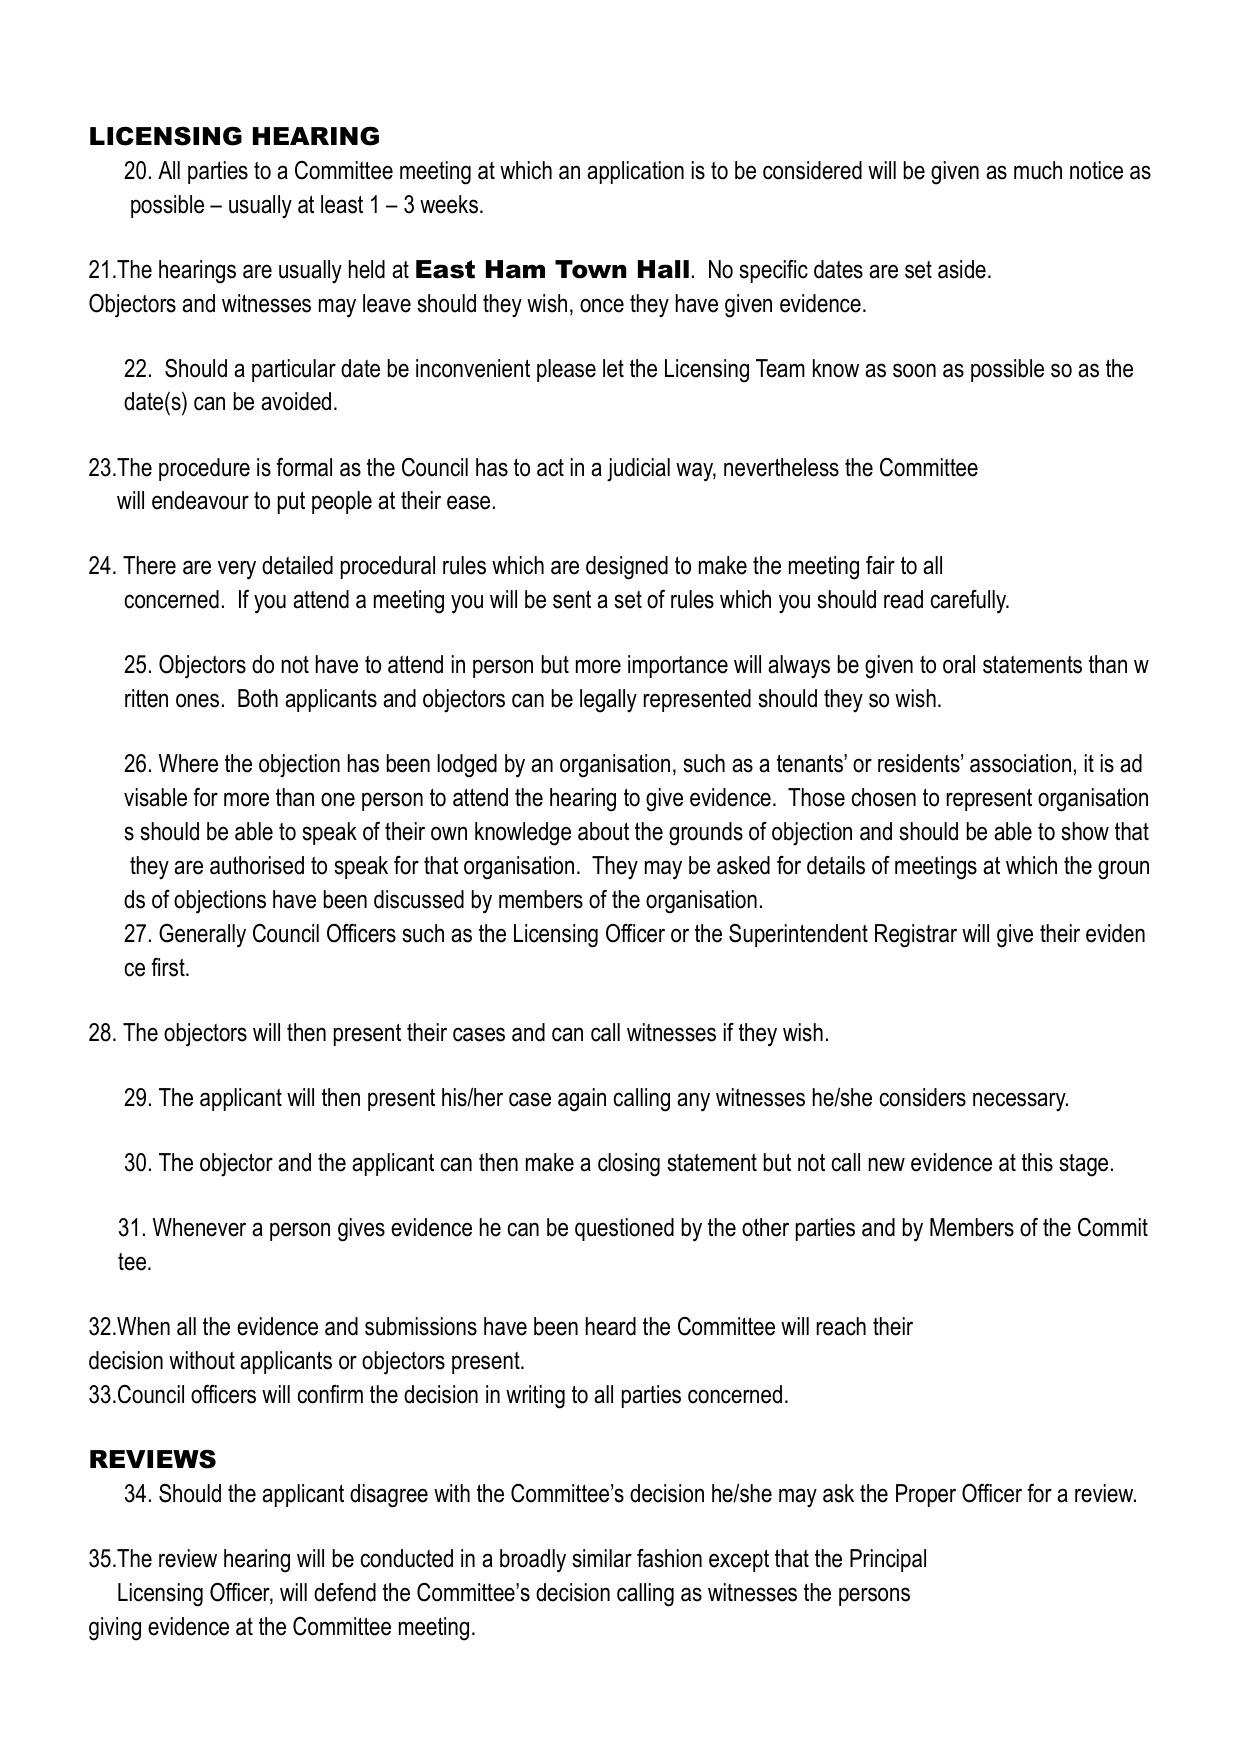 LICENSING HEARING
20. All parties to a Committee meeting at which an application is to be considered will be given as much notice as
possible – usually at least 1 – 3 weeks.
21.The hearings are usually held at East Ham Town Hall.  No specific dates are set aside.
Objectors and witnesses may leave should they wish, once they have given evidence.
22.  Should a particular date be inconvenient please let the Licensing Team know as soon as possible so as the
date(s) can be avoided.
23.The procedure is formal as the Council has to act in a judicial way, nevertheless the Committee
will endeavour to put people at their ease.
24. There are very detailed procedural rules which are designed to make the meeting fair to all
concerned.  If you attend a meeting you will be sent a set of rules which you should read carefully.
25. Objectors do not have to attend in person but more importance will always be given to oral statements than w
ritten ones.  Both applicants and objectors can be legally represented should they so wish.
26. Where the objection has been lodged by an organisation, such as a tenants’ or residents’ association, it is ad
visable for more than one person to attend the hearing to give evidence.  Those chosen to represent organisation
s should be able to speak of their own knowledge about the grounds of objection and should be able to show that
they are authorised to speak for that organisation.  They may be asked for details of meetings at which the groun
ds of objections have been discussed by members of the organisation.
27. Generally Council Officers such as the Licensing Officer or the Superintendent Registrar will give their eviden
ce first.
28. The objectors will then present their cases and can call witnesses if they wish.
29. The applicant will then present his/her case again calling any witnesses he/she considers necessary.
30. The objector and the applicant can then make a closing statement but not call new evidence at this stage.
31. Whenever a person gives evidence he can be questioned by the other parties and by Members of the Commit
tee.
32.When all the evidence and submissions have been heard the Committee will reach their
decision without applicants or objectors present.
33.Council officers will confirm the decision in writing to all parties concerned.
REVIEWS
34. Should the applicant disagree with the Committee’s decision he/she may ask the Proper Officer for a review.
35.The review hearing will be conducted in a broadly similar fashion except that the Principal
Licensing Officer, will defend the Committee’s decision calling as witnesses the persons
giving evidence at the Committee meeting.